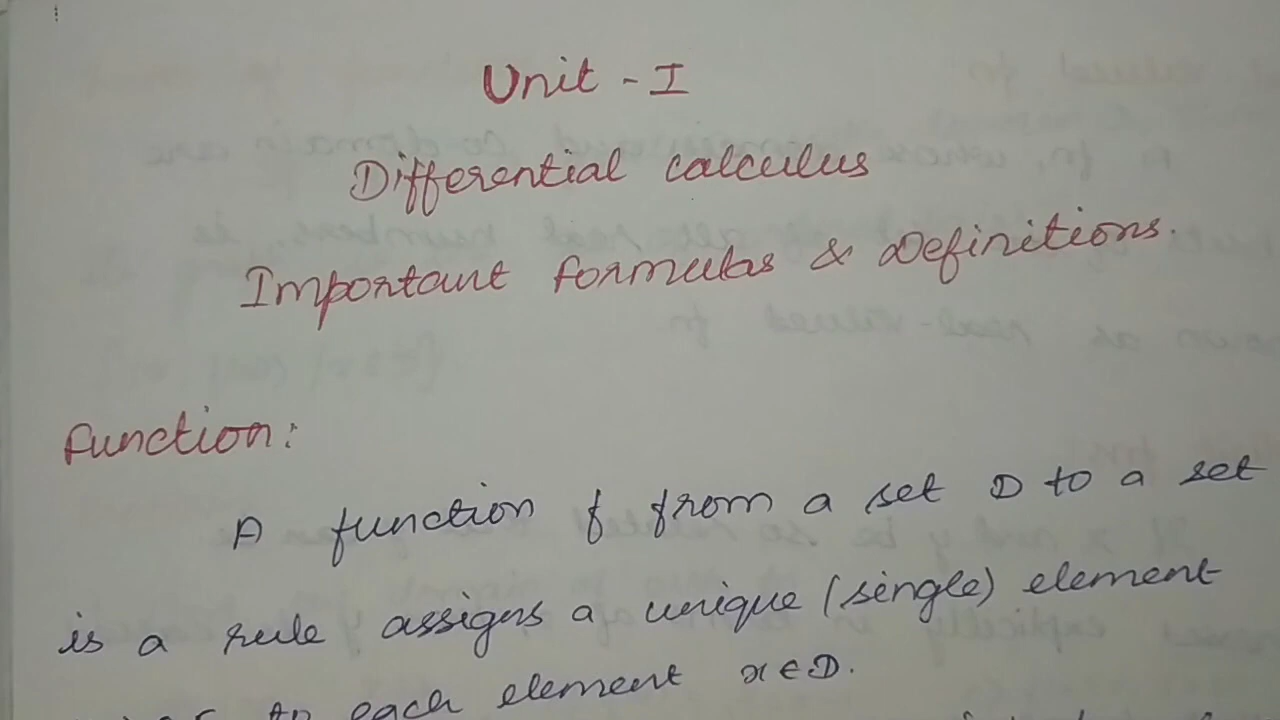 Unit - I
Differential calculus
Important formulas & Definitions.
Function:
A function f from a set D to a set
is a rule assigns a unique (single) element
to each element x∈D.